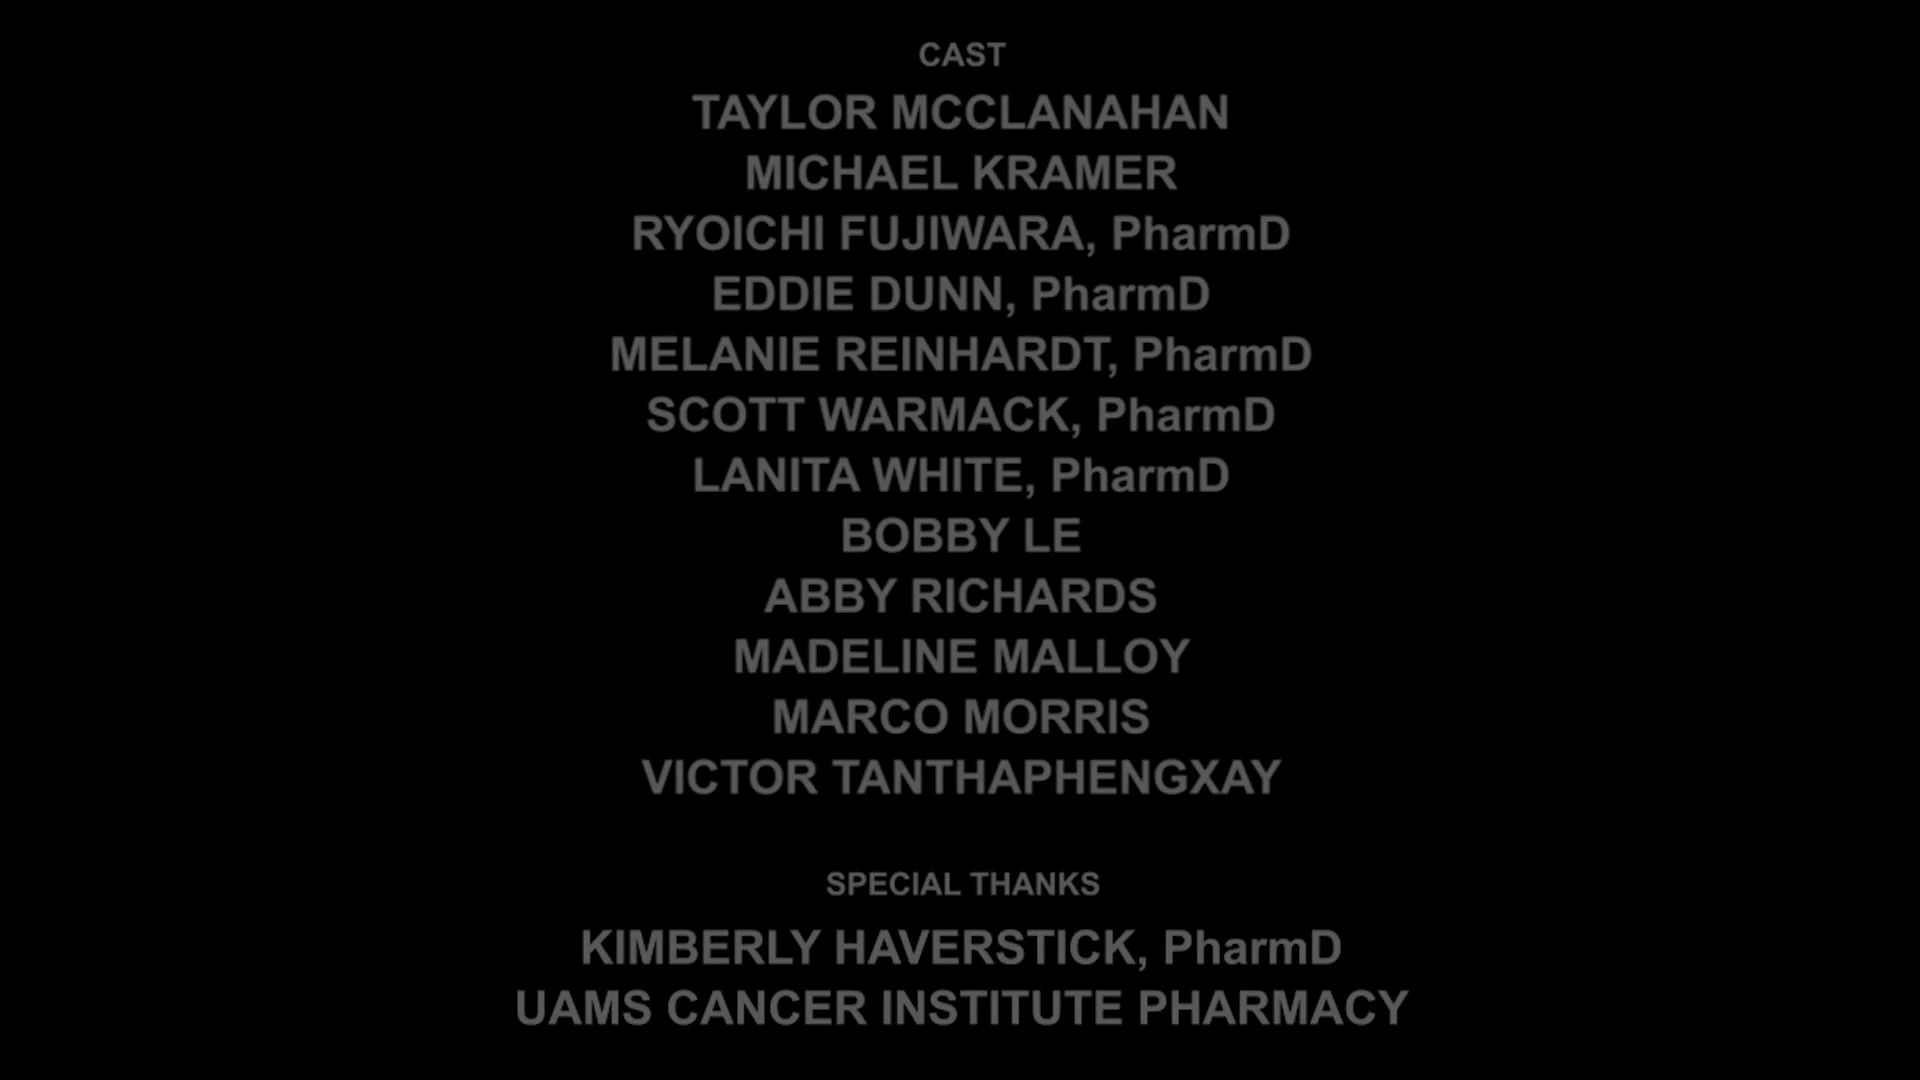 CAST
TAYLOR MCCLANAHAN
MICHAEL KRAMER
RYOICHI FUJIWARA, PharmD
EDDIE DUNN, PharmD
MELANIE REINHARDT, PharmD
SCOTT WARMACK, PharmD
LANITA WHITE, PharmD
BOBBY LE
ABBY RICHARDS
MADELINE MALLOY
MARCO MORRIS
VICTOR TANTHAPHENGXAY
SPECIAL THANKS
KIMBERLY HAVERSTICK, PharmD
UAMS CANCER INSTITUTE PHARMACY